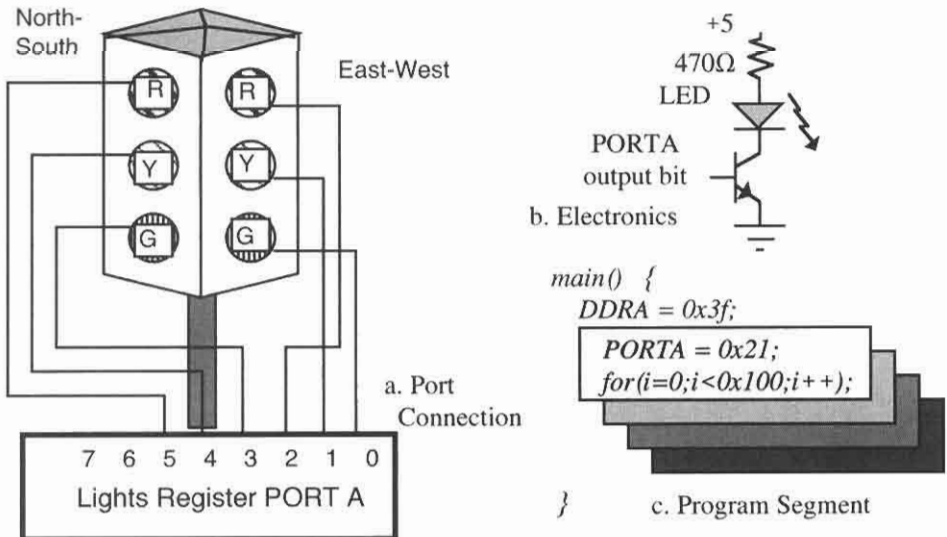 North-
South
East-West
R
R
Y
Y
G
G
a. Port
Connection
7 6 5 4 3 2 1 0
Lights Register PORT A
+5
470Ω
LED
PORTA
output bit
b. Electronics
main() {
DDRA = 0x3f;
PORTA = 0x21;
for(i=0;i<0x100;i++);
}
c. Program Segment